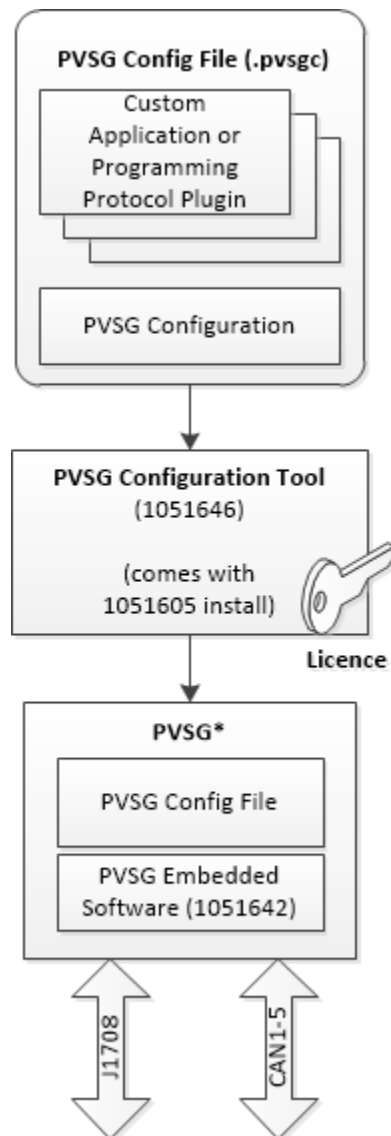 PVSG Config File (.pvsgc)
Custom
Application or
Programming
Protocol Plugin
PVSG Configuration
PVSG Configuration Tool
(1051646)
(comes with
1051605 install)
Licence
PVSG*
PVSG Config File
PVSG Embedded
Software (1051642)
J1708
CAN1-5